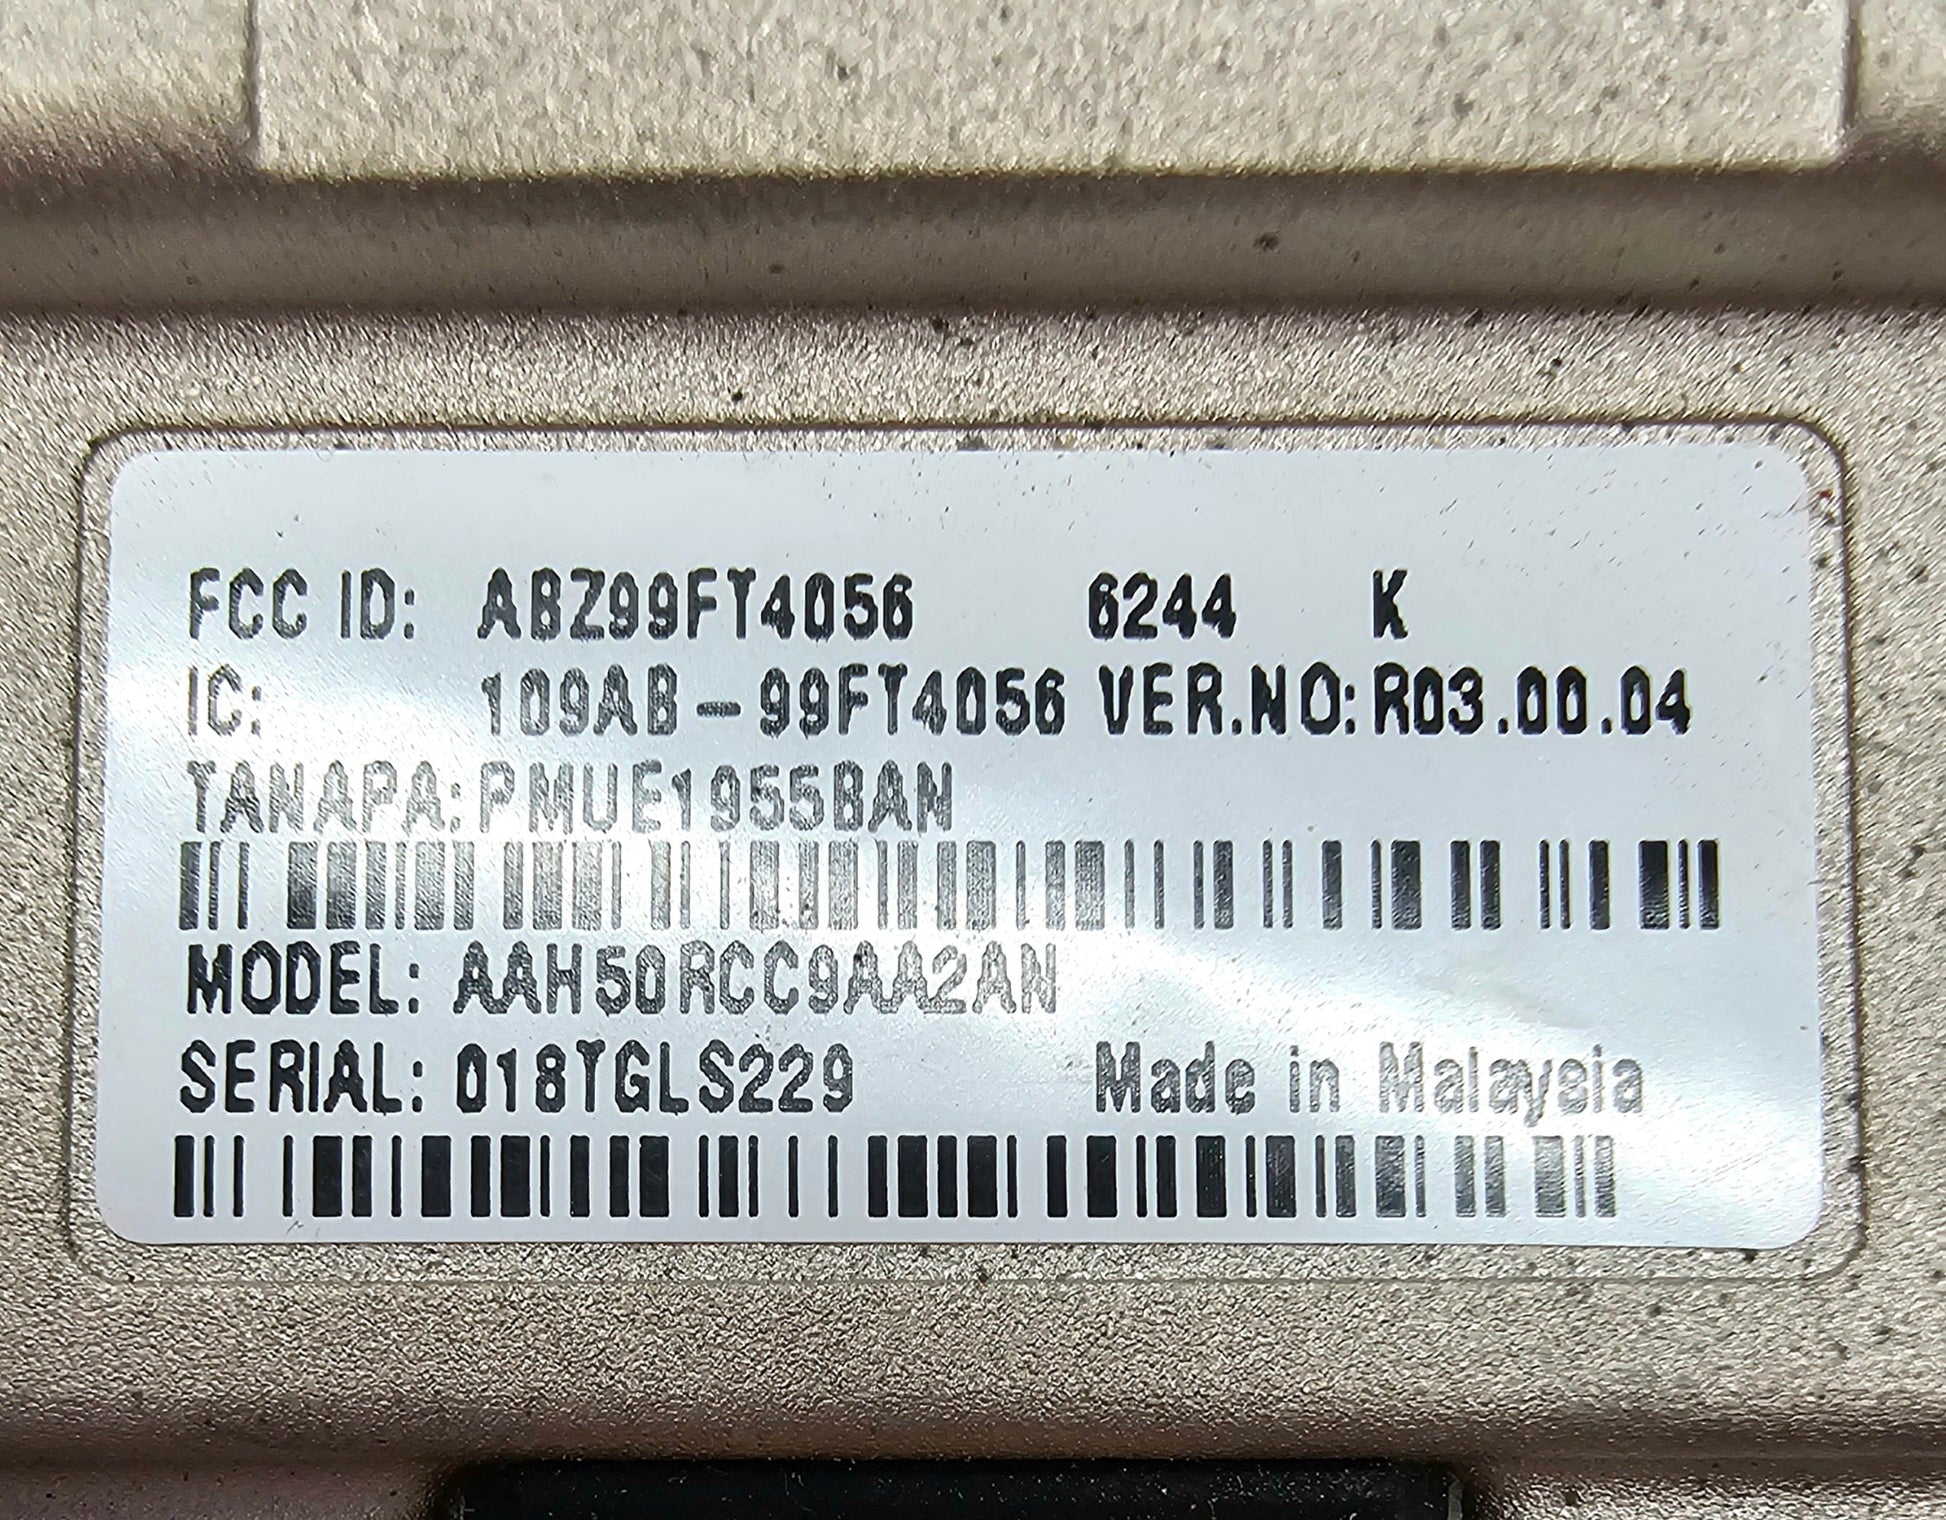 FCC ID: ABZ99FT4056 6244 K
IC: 109AB-99FT4056 VER.NO:R03.00.04
TANAPA:PMUE1955BAN
MODEL: AAH50RCC9AA2AN
SERIAL: 018TGLS229 Made in Malaysia